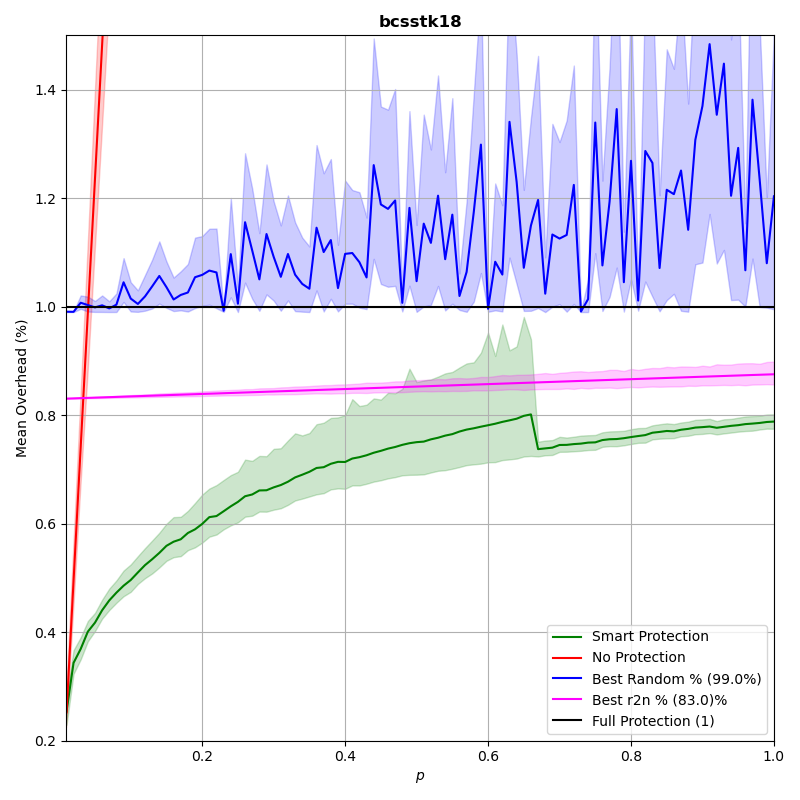 bcsstk18
Mean Overhead (%)
1.4
1.2
1.0
0.8
0.6
0.4
0.2
0.2 0.4 0.6 0.8 1.0
p
Smart Protection
No Protection
Best Random % (99.0%)
Best r2n % (83.0)%
Full Protection (1)